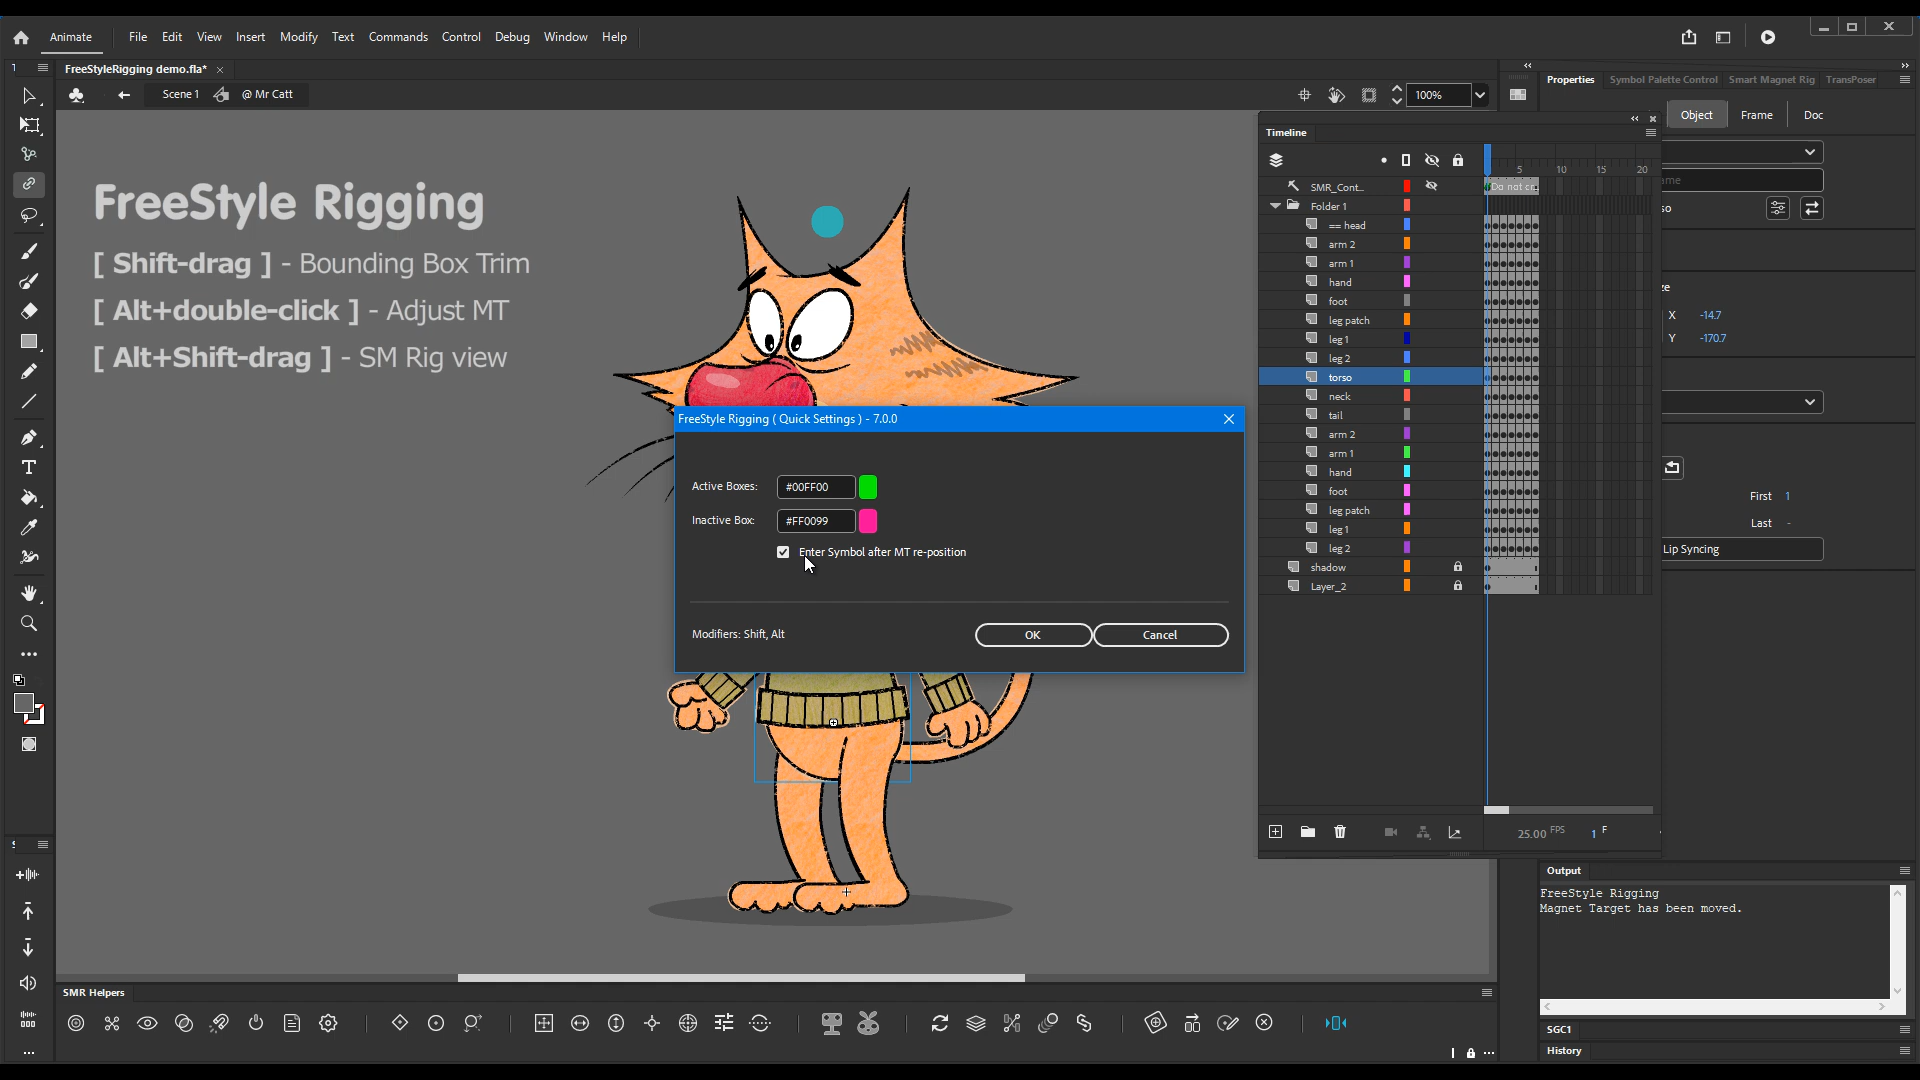 Animate File Edit View Insert Modify Text Commands Control Debug Window Help
FreeStyleRigging demo.fla* ×
Scene 1 @ Mr Catt 100%
Properties Symbol Palette Control Smart Magnet Rig TransPoser
Object Frame Doc
FreeStyle Rigging
[ Shift-drag ] - Bounding Box Trim
[ Alt+double-click ] - Adjust MT
[ Alt+Shift-drag ] - SM Rig view
Timeline
5 10 15 20
SMR_Cont... Do not cr
Folder 1
== head
arm 2
arm 1
hand
foot
leg patch
leg 1
leg 2
torso
neck
tail
arm 2
arm 1
hand
foot
leg patch
leg 1
leg 2
shadow
Layer_2
25.00 FPS 1 F
X -14.7
Y -170.7
First 1
Last -
Lip Syncing
FreeStyle Rigging ( Quick Settings ) - 7.0.0
Active Boxes: #00FF00
Inactive Box: #FF0099
Enter Symbol after MT re-position
Modifiers: Shift, Alt
OK Cancel
Output
FreeStyle Rigging
Magnet Target has been moved.
SGC1
History
SMR Helpers